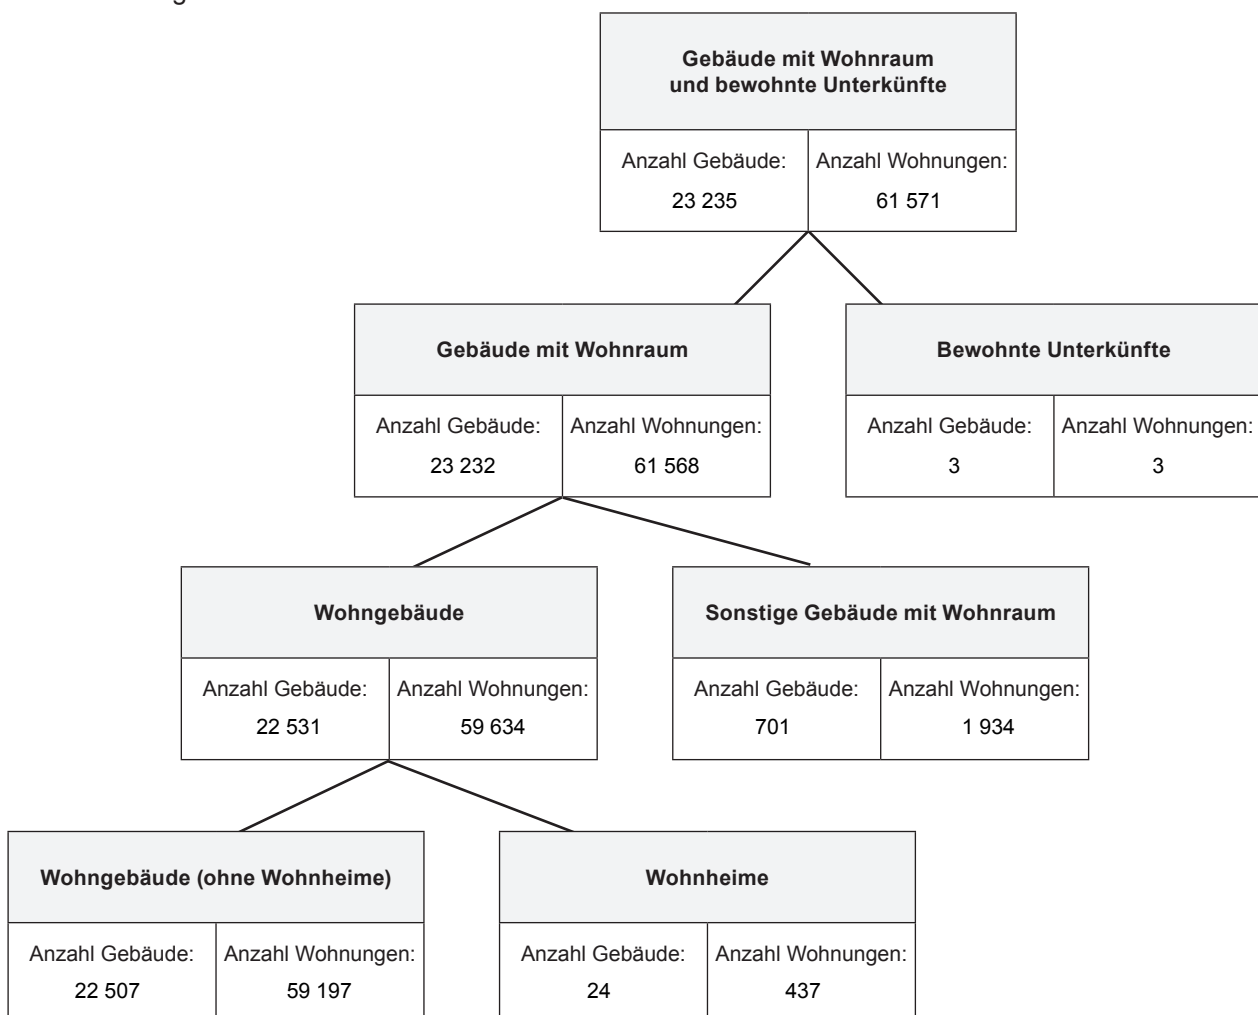 Gebäude mit Wohnraum
und bewohnte Unterkünfte
Anzahl Gebäude: Anzahl Wohnungen:
23 235 61 571
Gebäude mit Wohnraum Bewohnte Unterkünfte
Anzahl Gebäude: Anzahl Wohnungen: Anzahl Gebäude: Anzahl Wohnungen:
23 232 61 568 3 3
Wohngebäude Sonstige Gebäude mit Wohnraum
Anzahl Gebäude: Anzahl Wohnungen: Anzahl Gebäude: Anzahl Wohnungen:
22 531 59 634 701 1 934
Wohngebäude (ohne Wohnheime) Wohnheime
Anzahl Gebäude: Anzahl Wohnungen: Anzahl Gebäude: Anzahl Wohnungen:
22 507 59 197 24 437